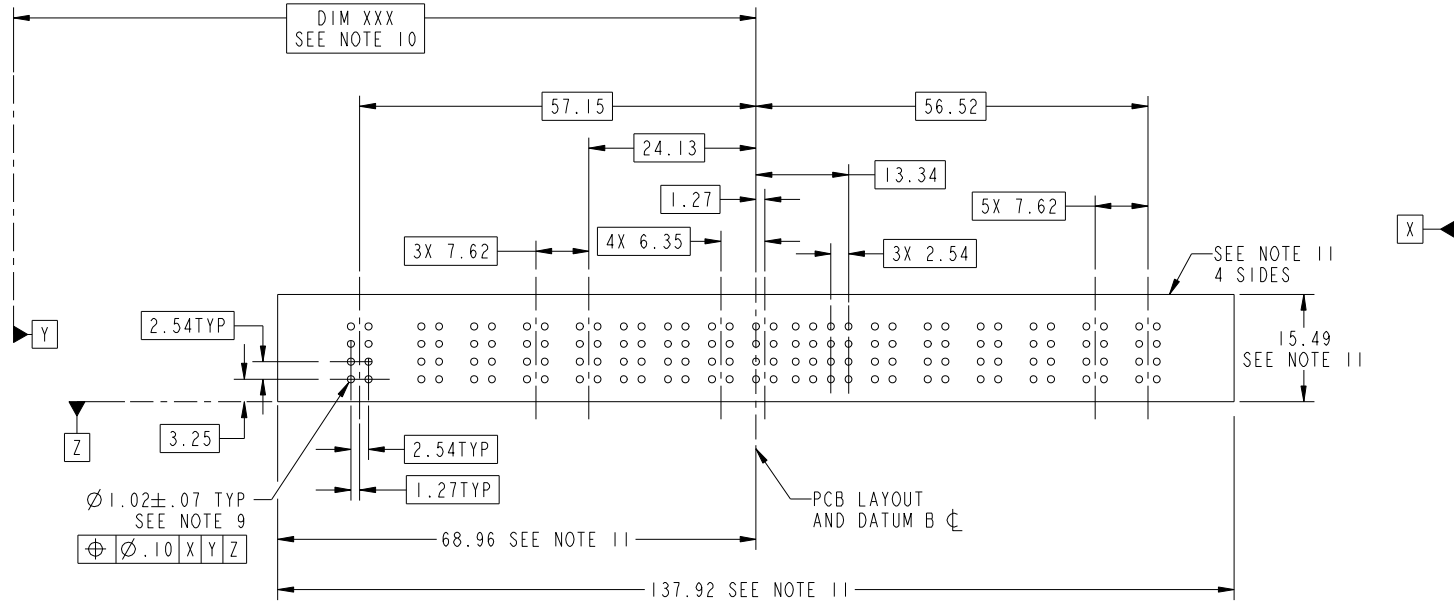 DIM XXX
SEE NOTE 10
57.15
56.52
24.13
13.34
1.27
5X 7.62
X
3X 7.62
4X 6.35
3X 2.54
SEE NOTE 11
4 SIDES
2.54TYP
Y
15.49
SEE NOTE 11
Z
3.25
2.54TYP
1.27TYP
Ø1.02±.07 TYP
SEE NOTE 9
⌖ Ø.10 X Y Z
PCB LAYOUT
AND DATUM B ℄
68.96 SEE NOTE 11
137.92 SEE NOTE 11